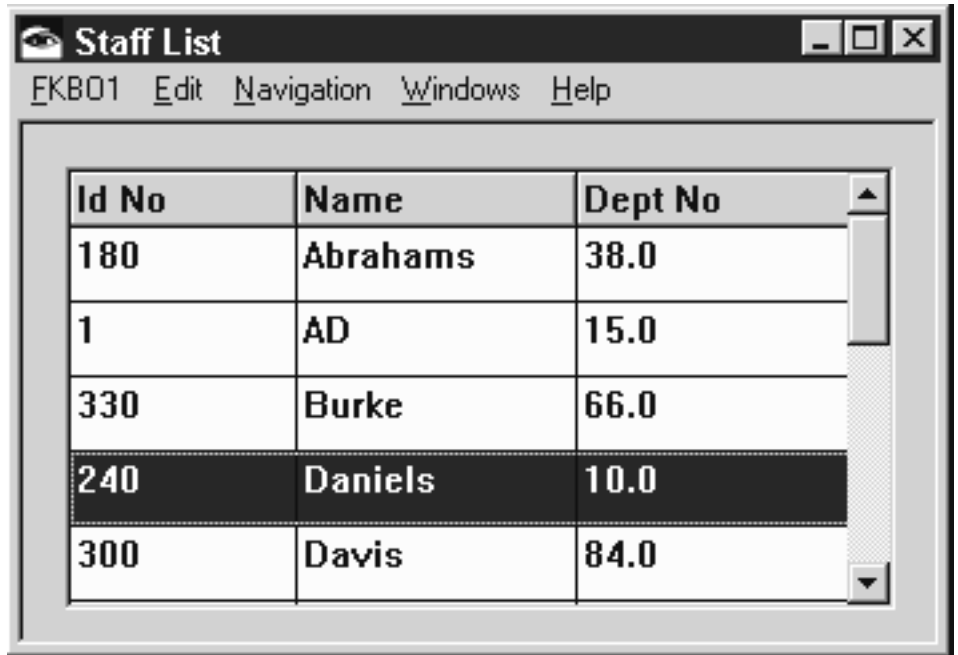 Staff List
FKBO1 Edit Navigation Windows Help
Id No Name Dept No
180 Abrahams 38.0
1 AD 15.0
330 Burke 66.0
240 Daniels 10.0
300 Davis 84.0